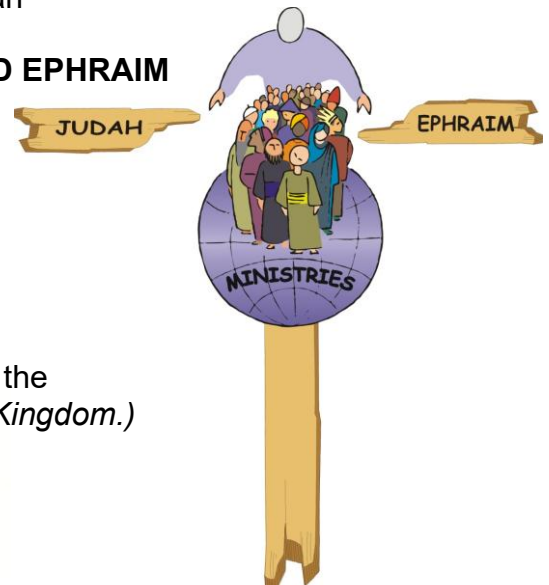 D EPHRAIM
JUDAH
EPHRAIM
MINISTRIES
the
Kingdom.)